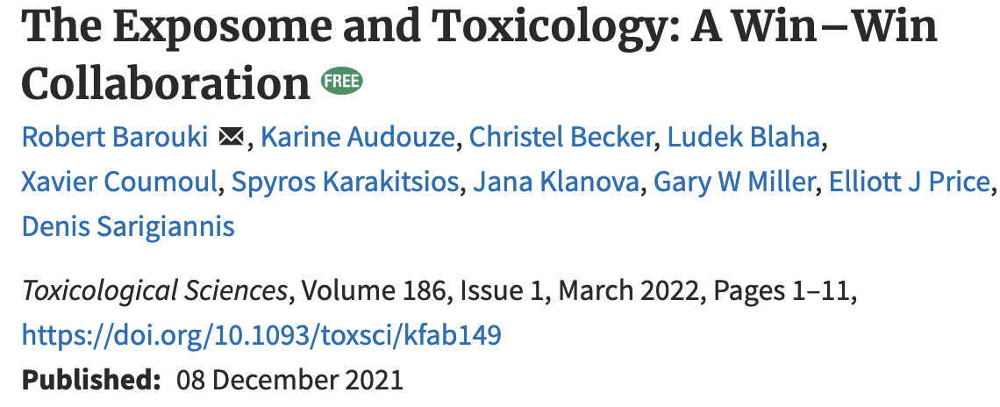 The Exposome and Toxicology: A Win–Win
Collaboration FREE
Robert Barouki, Karine Audouze, Christel Becker, Ludek Blaha,
Xavier Coumoul, Spyros Karakitsios, Jana Klanova, Gary W Miller, Elliott J Price,
Denis Sarigiannis
Toxicological Sciences, Volume 186, Issue 1, March 2022, Pages 1–11,
https://doi.org/10.1093/toxsci/kfab149
Published: 08 December 2021